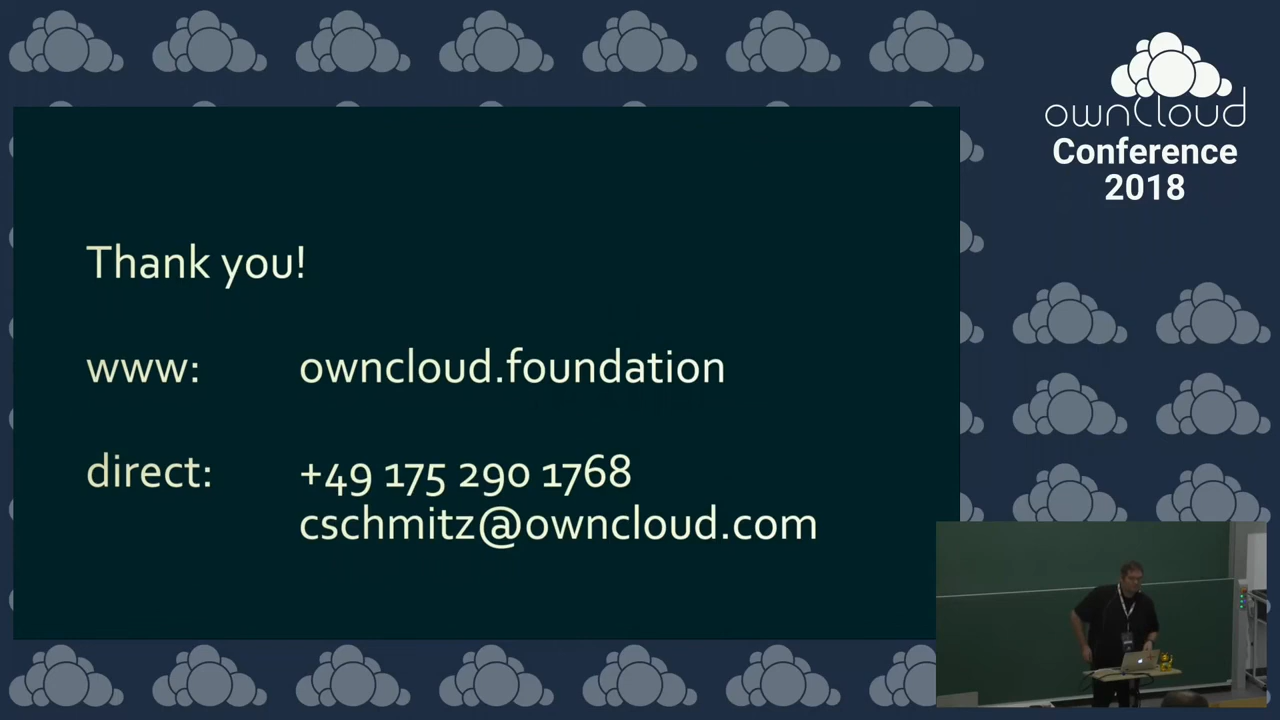 Thank you!
www: owncloud.foundation
direct: +49 175 290 1768
cschmitz@owncloud.com
ownCloud
Conference
2018